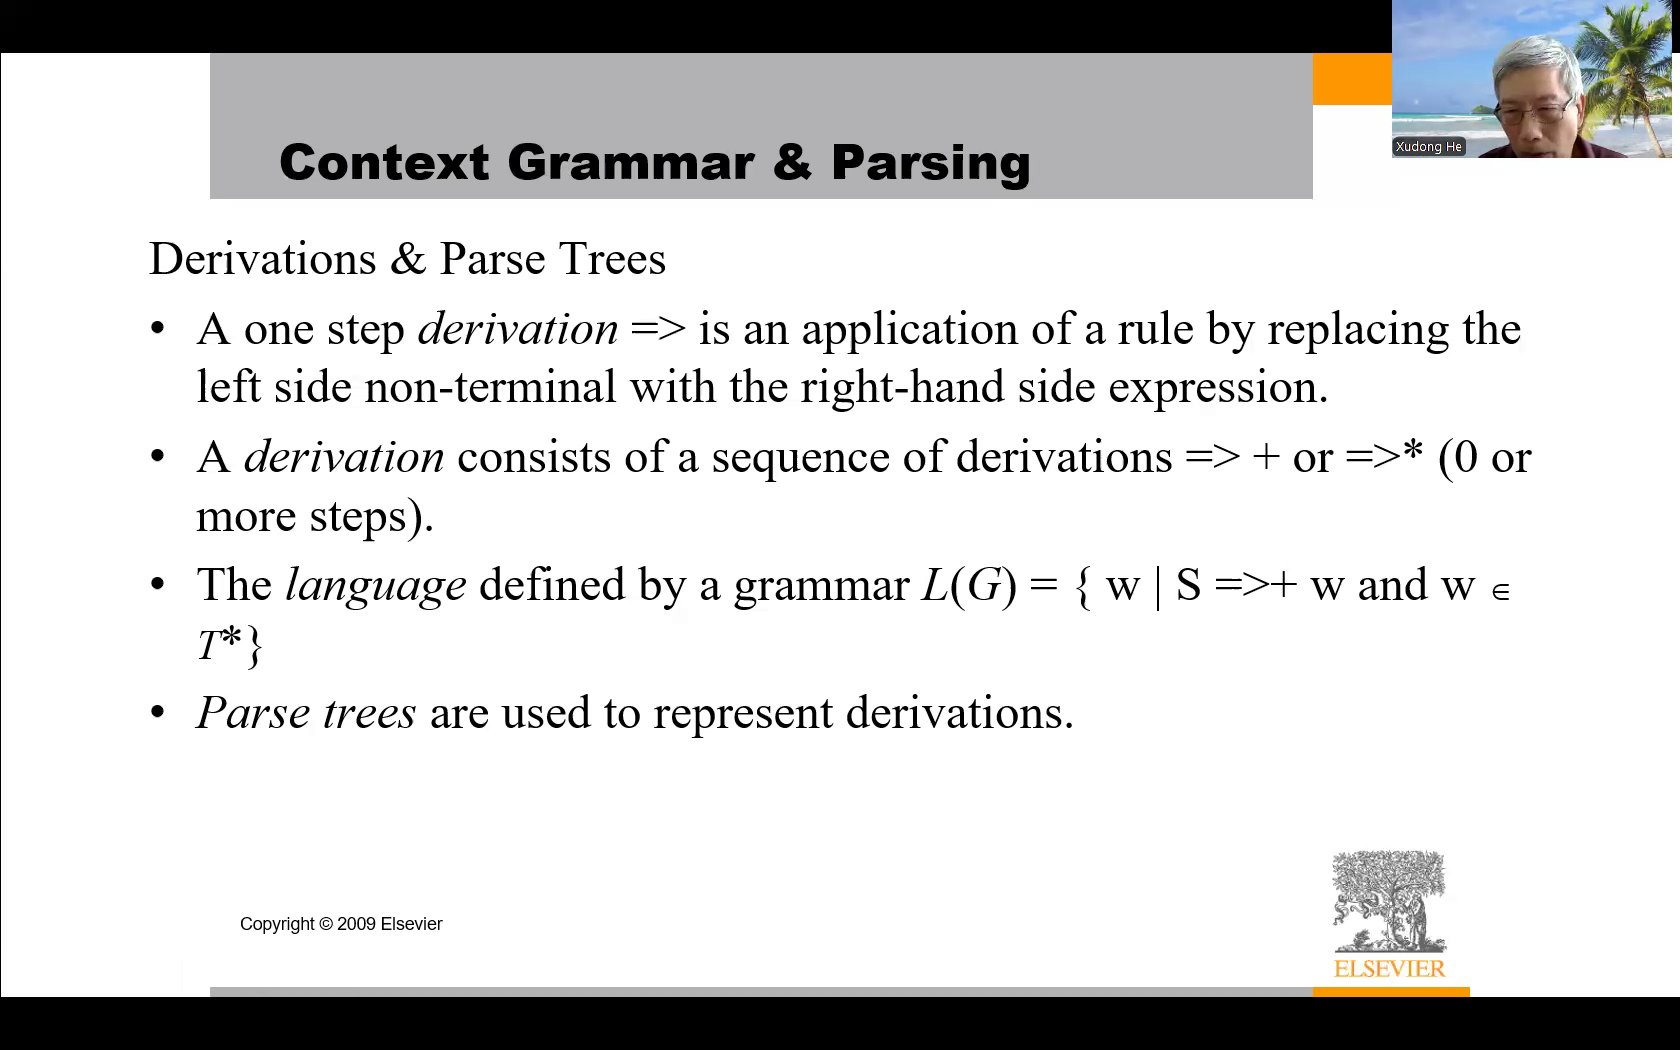 Xudong He
Context Grammar & Parsing
Derivations & Parse Trees
• A one step derivation => is an application of a rule by replacing the
left side non-terminal with the right-hand side expression.
• A derivation consists of a sequence of derivations => + or =>* (0 or
more steps).
• The language defined by a grammar L(G) = { w | S =>+ w and w ∈
T*}
• Parse trees are used to represent derivations.
Copyright © 2009 Elsevier
ELSEVIER